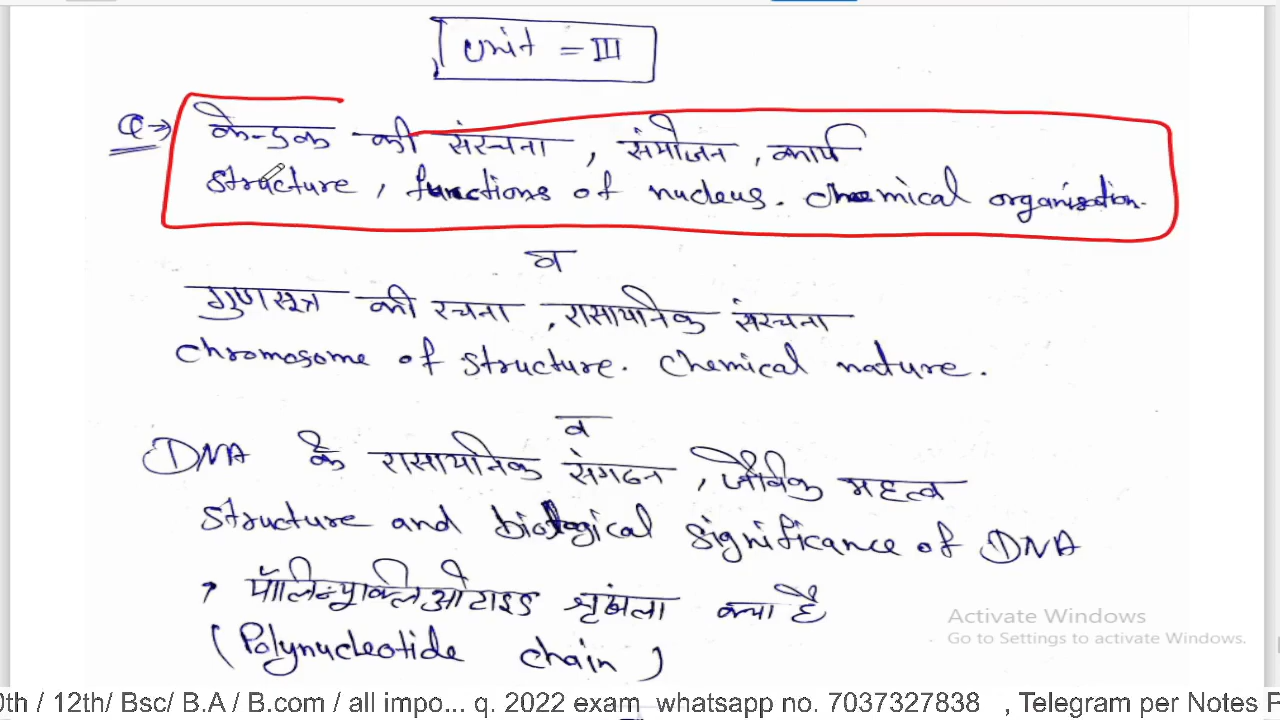 Unit = III
Q⇒ केन्द्रक की संरचना, संयोजन, कार्य
structure, functions of nucleus. chemical organisation.
व
गुणसूत्र की रचना, रासायनिक संरचना
chromosome of structure. chemical nature.
व
DNA के रासायनिक संगठन, जैविक महत्व
structure and biological significance of DNA
, पॉलिन्यूक्लिओटाइड श्रृंखला क्या है
(Polynucleotide chain)
Activate Windows
Go to Settings to activate Windows.
0th / 12th/ Bsc/ B.A / B.com / all impo... q. 2022 exam whatsapp no. 7037327838 , Telegram per Notes F